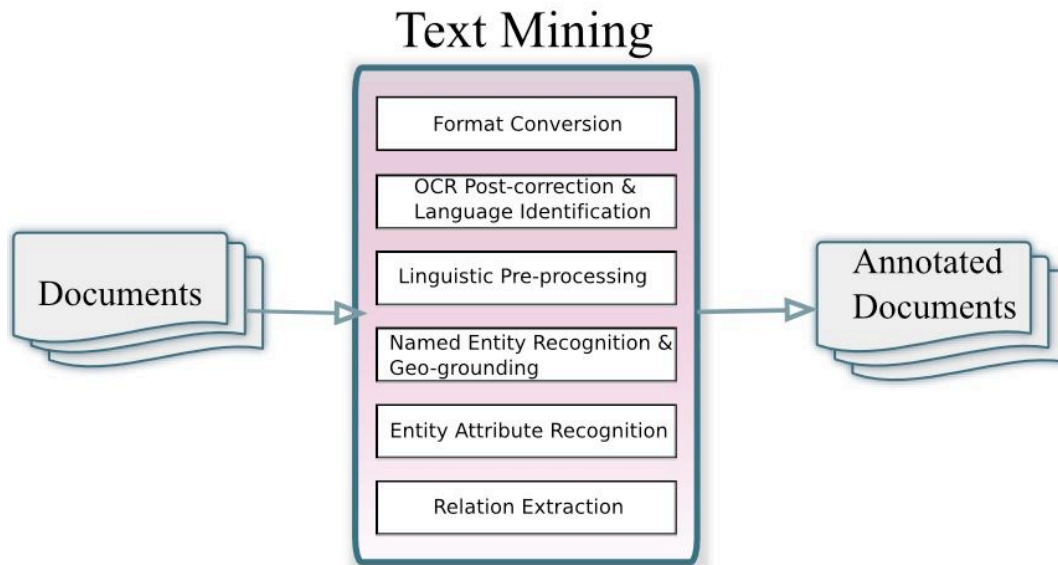 Text Mining
Format Conversion
OCR Post-correction &
Language Identification
Linguistic Pre-processing
Named Entity Recognition &
Geo-grounding
Entity Attribute Recognition
Relation Extraction
Documents
Annotated
Documents